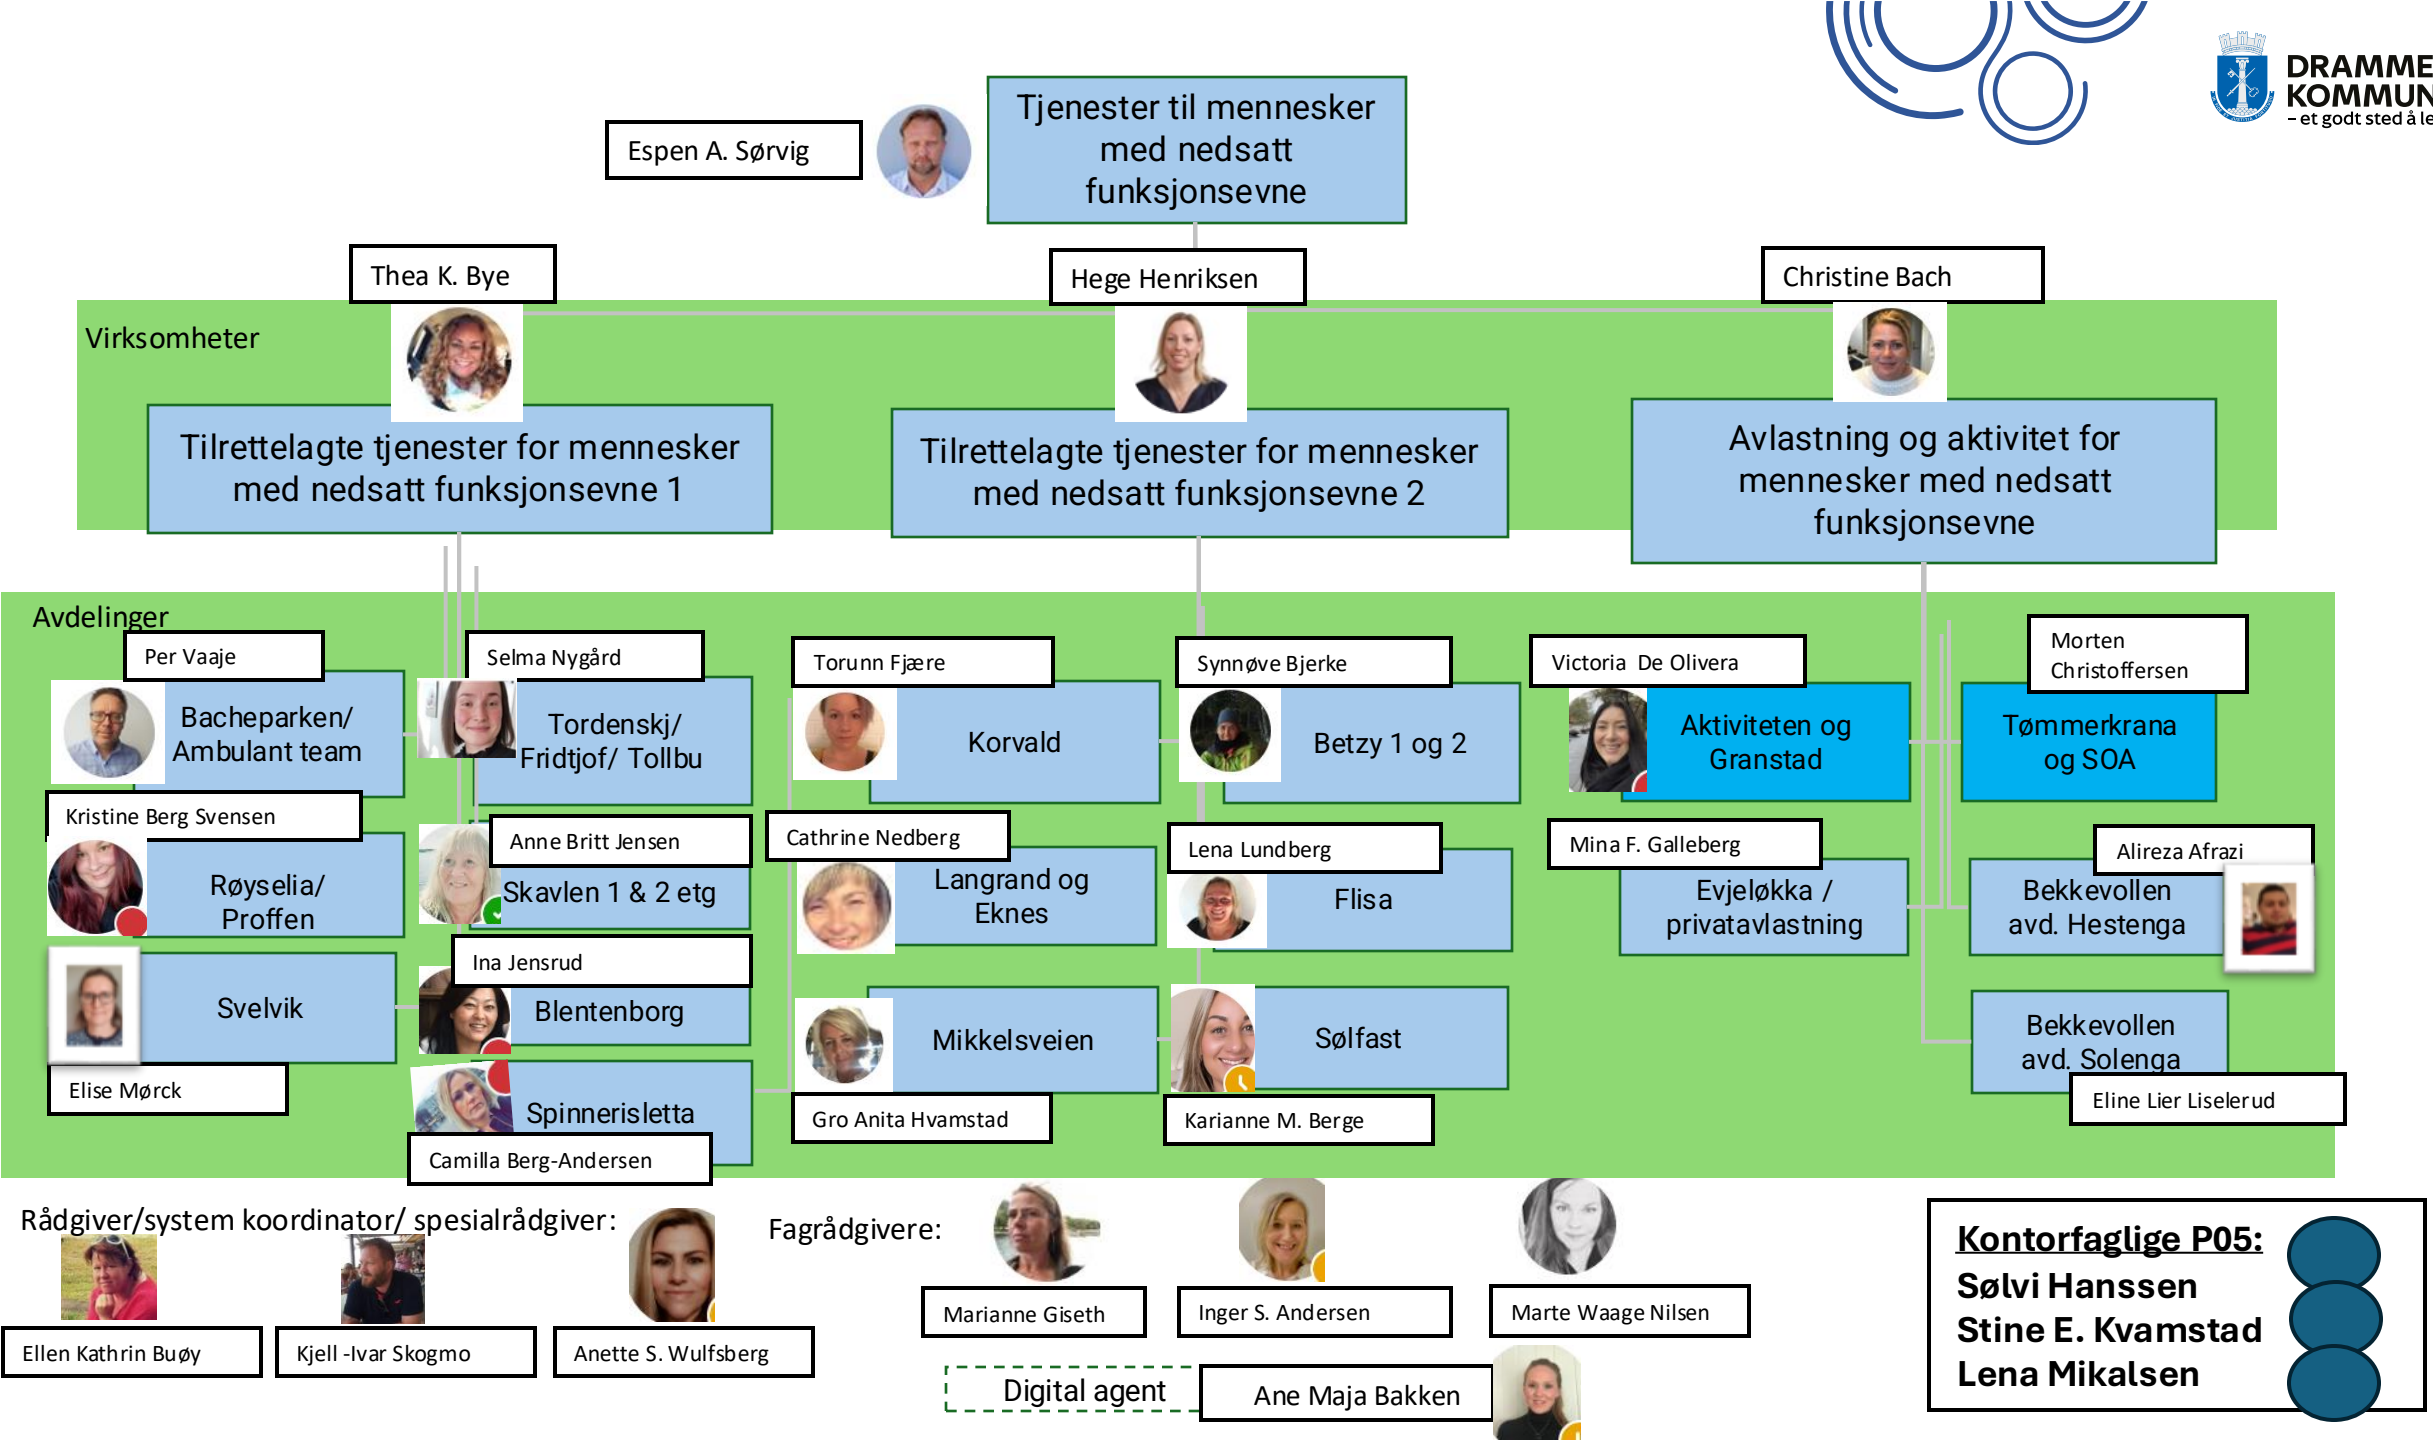 DRAMME
KOMMUN
– et godt sted å le
Espen A. Sørvig
Tjenester til mennesker
med nedsatt
funksjonsevne
Thea K. Bye
Hege Henriksen
Christine Bach
Virksomheter
Tilrettelagte tjenester for mennesker
med nedsatt funksjonsevne 1
Tilrettelagte tjenester for mennesker
med nedsatt funksjonsevne 2
Avlastning og aktivitet for
mennesker med nedsatt
funksjonsevne
Avdelinger
Per Vaaje
Bacheparken/
Ambulant team
Selma Nygård
Tordenskj/
Fridtjof/ Tollbu
Torunn Fjære
Korvald
Synnøve Bjerke
Betzy 1 og 2
Victoria  De Olivera
Aktiviteten og
Granstad
Morten
Christoffersen
Tømmerkrana
og SOA
Kristine Berg Svensen
Røyselia/
Proffen
Anne Britt Jensen
Skavlen 1 & 2 etg
Cathrine Nedberg
Langrand og
Eknes
Lena Lundberg
Flisa
Mina F. Galleberg
Evjeløkka /
privatavlastning
Alireza Afrazi
Bekkevollen
avd. Hestenga
Svelvik
Elise Mørck
Ina Jensrud
Blentenborg
Mikkelsveien
Gro Anita Hvamstad
Sølfast
Karianne M. Berge
Bekkevollen
avd. Solenga
Eline Lier Liselerud
Spinnerisletta
Camilla Berg-Andersen
Rådgiver/system koordinator/ spesialrådgiver:
Ellen Kathrin Buøy
Kjell -Ivar Skogmo
Anette S. Wulfsberg
Fagrådgivere:
Marianne Giseth
Inger S. Andersen
Marte Waage Nilsen
Digital agent
Ane Maja Bakken
Kontorfaglige P05:
Sølvi Hanssen
Stine E. Kvamstad
Lena Mikalsen